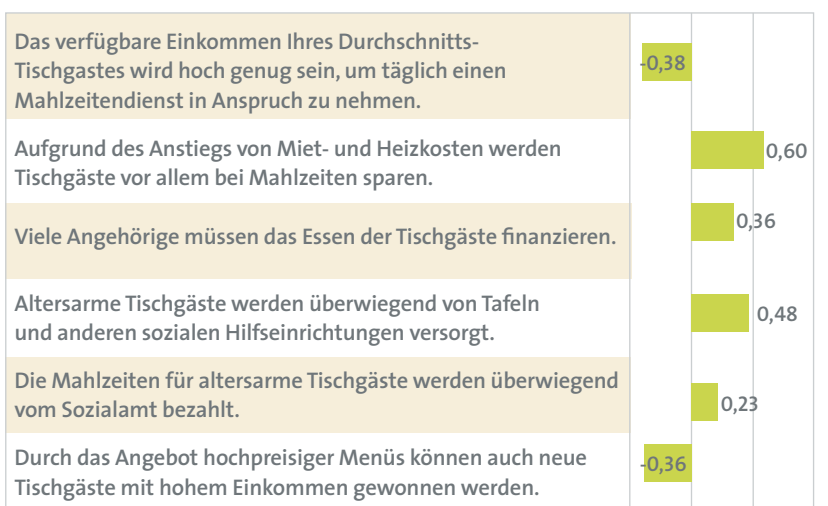 Das verfügbare Einkommen Ihres Durchschnitts-
Tischgastes wird hoch genug sein, um täglich einen
Mahlzeitendienst in Anspruch zu nehmen.
-0,38
Aufgrund des Anstiegs von Miet- und Heizkosten werden
Tischgäste vor allem bei Mahlzeiten sparen.
0,60
Viele Angehörige müssen das Essen der Tischgäste finanzieren.
0,36
Altersarme Tischgäste werden überwiegend von Tafeln
und anderen sozialen Hilfseinrichtungen versorgt.
0,48
Die Mahlzeiten für altersarme Tischgäste werden überwiegend
vom Sozialamt bezahlt.
0,23
Durch das Angebot hochpreisiger Menüs können auch neue
Tischgäste mit hohem Einkommen gewonnen werden.
-0,36